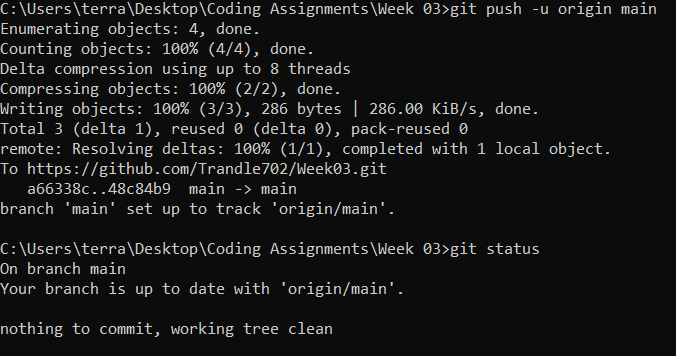 C:\Users\terra\Desktop\Coding Assignments\Week 03>git push -u origin main
Enumerating objects: 4, done.
Counting objects: 100% (4/4), done.
Delta compression using up to 8 threads
Compressing objects: 100% (2/2), done.
Writing objects: 100% (3/3), 286 bytes | 286.00 KiB/s, done.
Total 3 (delta 1), reused 0 (delta 0), pack-reused 0
remote: Resolving deltas: 100% (1/1), completed with 1 local object.
To https://github.com/Trandle702/Week03.git
   a66338c..48c84b9  main -> main
branch 'main' set up to track 'origin/main'.

C:\Users\terra\Desktop\Coding Assignments\Week 03>git status
On branch main
Your branch is up to date with 'origin/main'.

nothing to commit, working tree clean